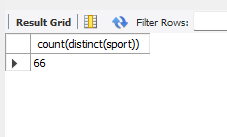 Result Grid Filter Rows:
count(distinct(sport))
66